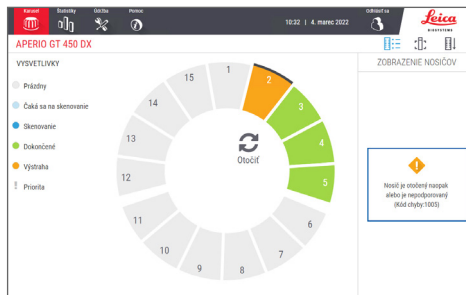 Karusel Štatistiky Údržba Pomoc
10:32 | 4. marec 2022
Odhlásiť sa
Leica
BIOSYSTEMS
APERIO GT 450 DX
VYSVETLIVKY
ZOBRAZENIE NOSIČOV
Prázdny
Čaká sa na skenovanie
Skenovanie
Dokončené
Výstraha
Priorita
1
2
3
4
5
6
7
8
9
10
11
12
13
14
15
Otočiť
Nosič je otočený naopak
alebo je nepodporovaný
(Kód chyby:1005)